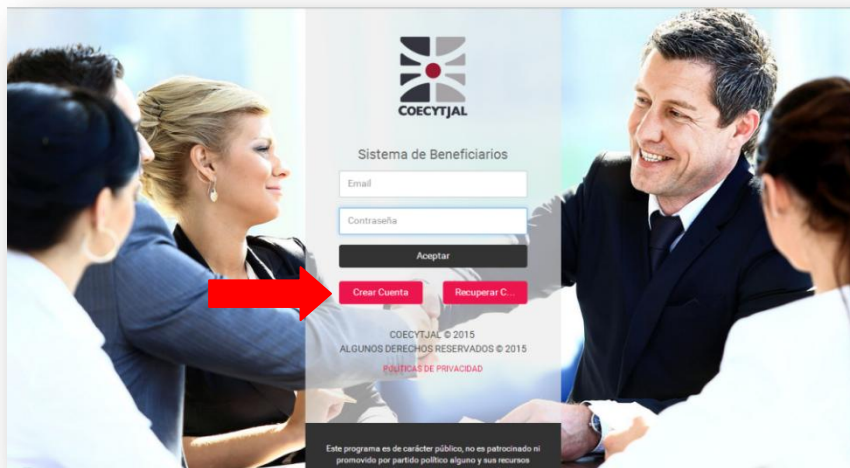 COECYTJAL
Sistema de Beneficiarios
Email
Contraseña
Aceptar
Crear Cuenta
Recuperar C...
COECYTJAL © 2015
ALGUNOS DERECHOS RESERVADOS © 2015
POLÍTICAS DE PRIVACIDAD
Este programa es de carácter público, no es patrocinado ni
promovido por partido político alguno y sus recursos